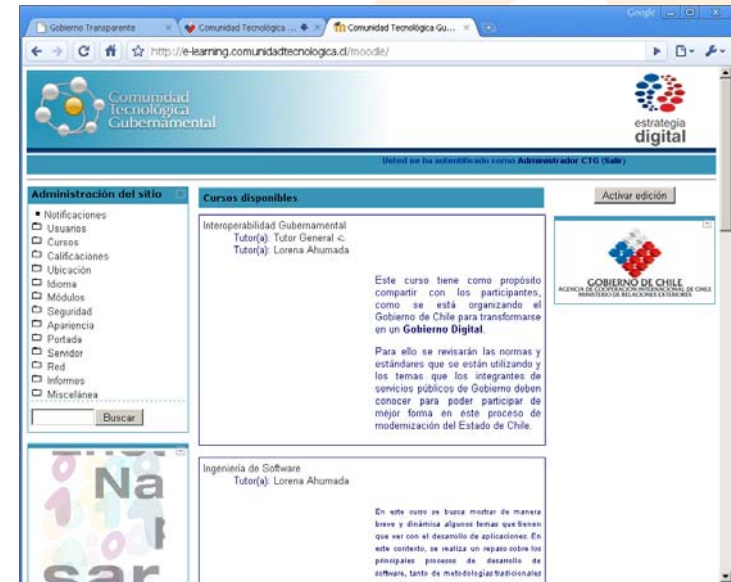 Google
Gobierno Transparente
Comunidad Tecnológica ...
Comunidad Tecnológica Gu...
http://e-learning.comunidadtecnologica.cl/moodle/
Comunidad
Tecnológica
Gubernamental
estrategia
digital
Usted se ha autentificado como Administrador CTG (Salir)
Administración del sitio
Notificaciones
Usuarios
Cursos
Calificaciones
Ubicación
Idioma
Módulos
Seguridad
Apariencia
Portada
Servidor
Red
Informes
Miscelánea
Buscar
Na
sar
Cursos disponibles
Interoperabilidad Gubernamental
Tutor(a): Tutor General
Tutor(a): Lorena Ahumada
Este curso tiene como propósito
compartir con los participantes,
como se está organizando el
Gobierno de Chile para transformarse
en un Gobierno Digital.
Para ello se revisarán las normas y
estándares que se están utilizando y
los temas que los integrantes de
servicios públicos de Gobierno deben
conocer para poder participar de
mejor forma en este proceso de
modernización del Estado de Chile.
Ingeniería de Software
Tutor(a): Lorena Ahumada
En este curso se busca mostrar de manera
breve y dinámica algunos temas que tienen
que ver con el desarrollo de aplicaciones. En
este contexto, se realiza un repaso sobre los
principales procesos de desarrollo de
software, tanto de metodologías tradicionales
Activar edición
GOBIERNO DE CHILE
AGENCIA DE COOPERACIÓN INTERNACIONAL DE CHILE
MINISTERIO DE RELACIONES EXTERIORES